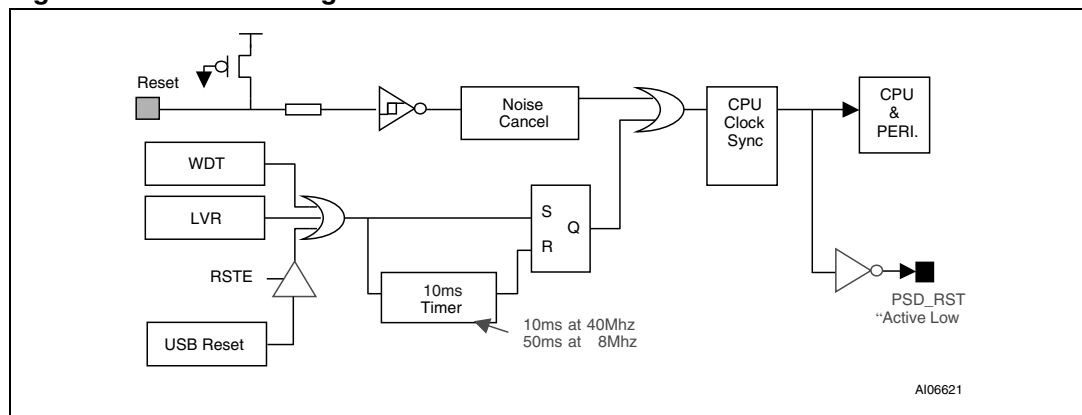 Reset
Noise
Cancel
CPU
Clock
Sync
CPU
&
PERI.
WDT
LVR
S
R
Q
RSTE
10ms
Timer
10ms at 40Mhz
50ms at 8Mhz
USB Reset
PSD_RST
“Active Low
AI06621